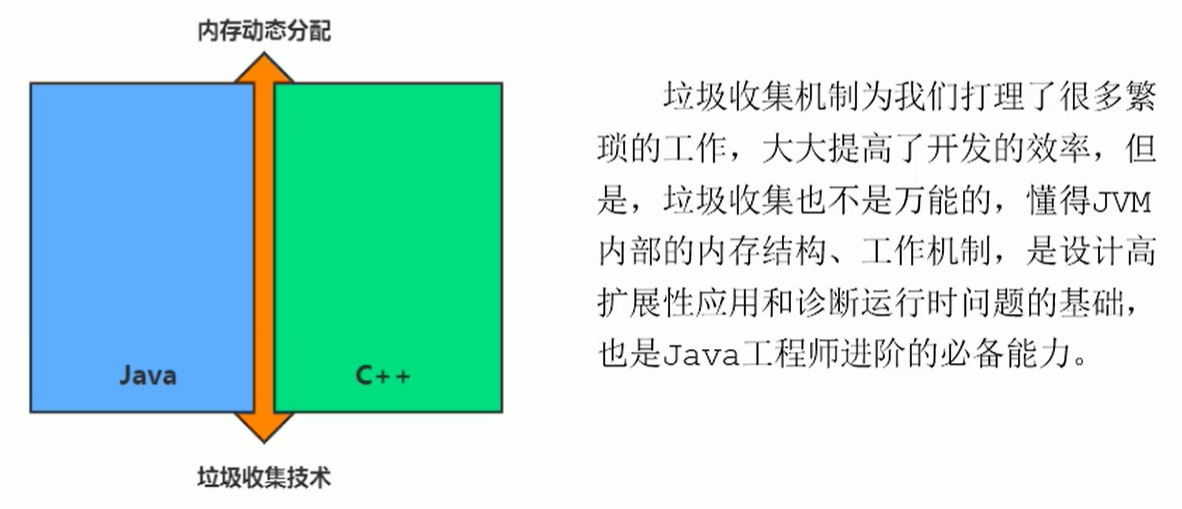 内存动态分配
Java
C++
垃圾收集技术
垃圾收集机制为我们打理了很多繁
琐的工作，大大提高了开发的效率，但
是，垃圾收集也不是万能的，懂得JVM
内部的内存结构、工作机制，是设计高
扩展性应用和诊断运行时问题的基础，
也是Java工程师进阶的必备能力。